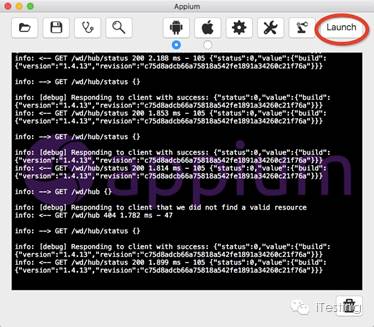 Appium
Launch
info: <-- GET /wd/hub/status 200 2.188 ms - 105 {"status":0,"value":{"build":
{"version":"1.4.13","revision":"c75d8adcb66a75818a542fe1891a34260c21f76a"}}}
info: --> GET /wd/hub/status {}
info: [debug] Responding to client with success: {"status":0,"value":{"build":
{"version":"1.4.13","revision":"c75d8adcb66a75818a542fe1891a34260c21f76a"}}}
info: <-- GET /wd/hub/status 200 1.853 ms - 105 {"status":0,"value":{"build":
{"version":"1.4.13","revision":"c75d8adcb66a75818a542fe1891a34260c21f76a"}}}
info: --> GET /wd/hub/status {}
info: [debug] Responding to client with success: {"status":0,"value":{"build":
{"version":"1.4.13","revision":"c75d8adcb66a75818a542fe1891a34260c21f76a"}}}
info: <-- GET /wd/hub/status 200 1.814 ms - 105 {"status":0,"value":{"build":
{"version":"1.4.13","revision":"c75d8adcb66a75818a542fe1891a34260c21f76a"}}}
appium
info: --> GET /wd/hub {}
info: [debug] Responding to client that we did not find a valid resource
info: <-- GET /wd/hub 404 1.782 ms - 47
info: --> GET /wd/hub/status {}
info: [debug] Responding to client with success: {"status":0,"value":{"build":
{"version":"1.4.13","revision":"c75d8adcb66a75818a542fe1891a34260c21f76a"}}}
info: <-- GET /wd/hub/status 200 1.899 ms - 105 {"status":0,"value":{"build":
{"version":"1.4.13","revision":"c75d8adcb66a75818a542fe1891a34260c21f76a"}}}
iTesting